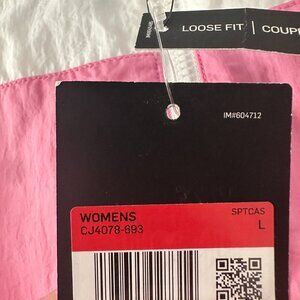 LOOSE FIT | COUP
IM#604712
WOMENS
CJ4078-693
SPTCAS
L